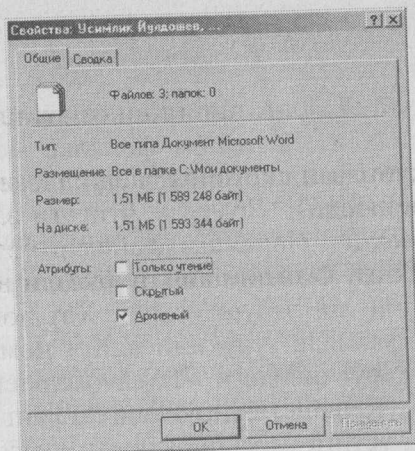 Свойства: Усимлик Йулдошев, ...
Общие
Сводка
Файлов: 3; папок: 0
Тип: Все типа Документ Microsoft Word
Размещение: Все в папке C:\Мои документы
Размер: 1,51 МБ (1 589 248 байт)
На диске: 1,51 МБ (1 593 344 байт)
Атрибуты: Только чтение
Скрытый
Архивный
OK
Отмена
Применить